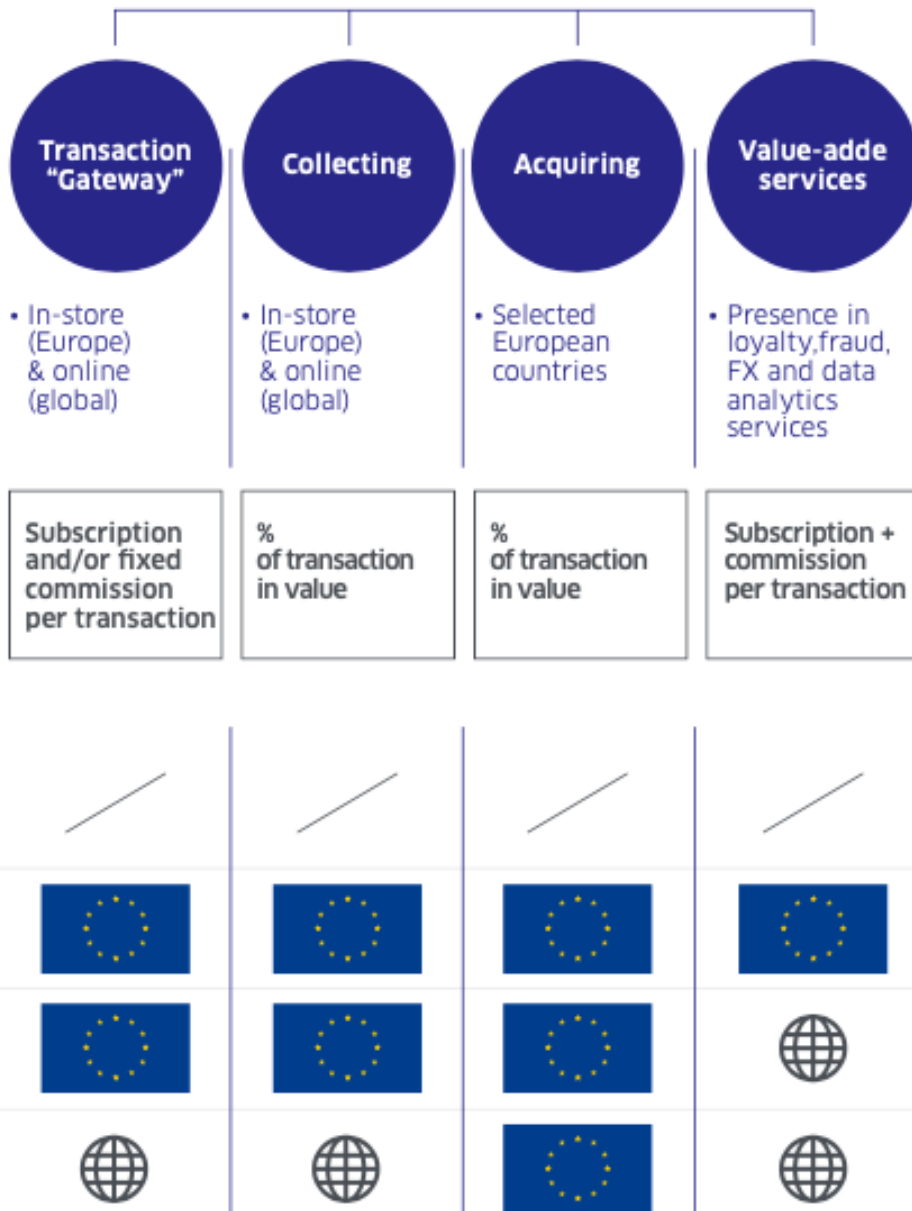 Transaction
“Gateway”
Collecting
Acquiring
Value-adde
services
• In-store
(Europe)
& online
(global)
• In-store
(Europe)
& online
(global)
• Selected
European
countries
• Presence in
loyalty,fraud,
FX and data
analytics
services
Subscription
and/or fixed
commission
per transaction
%
of transaction
in value
%
of transaction
in value
Subscription +
commission
per transaction